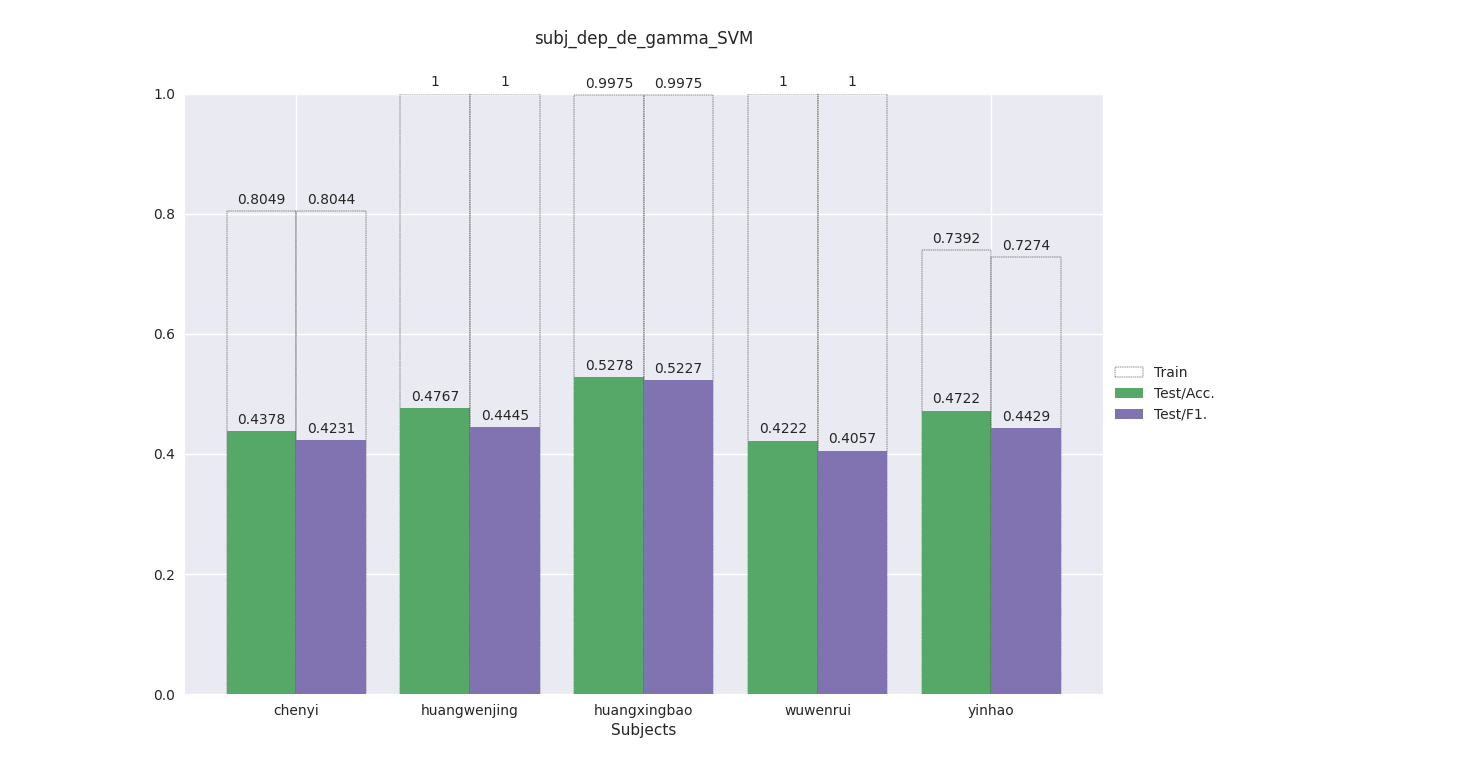 subj_dep_de_gamma_SVM
1 1 0.9975 0.9975 1 1
1.0
0.8049 0.8044
0.8
0.7392 0.7274
0.6
0.5278 0.5227
0.4767 0.4722
0.4378 0.4231 0.4445 0.4222 0.4057 0.4429
0.4
0.2
0.0
chenyi huangwenjing huangxingbao wuwenrui yinhao
Subjects
Train
Test/Acc.
Test/F1.